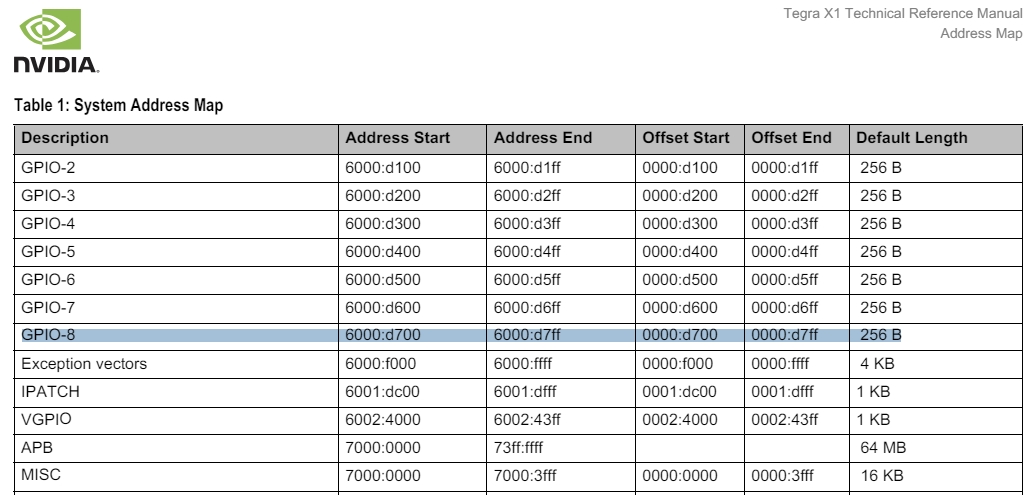 Tegra X1 Technical Reference Manual
Address Map
NVIDIA.
Table 1: System Address Map
Description Address Start Address End Offset Start Offset End Default Length
GPIO-2 6000:d100 6000:d1ff 0000:d100 0000:d1ff 256 B
GPIO-3 6000:d200 6000:d2ff 0000:d200 0000:d2ff 256 B
GPIO-4 6000:d300 6000:d3ff 0000:d300 0000:d3ff 256 B
GPIO-5 6000:d400 6000:d4ff 0000:d400 0000:d4ff 256 B
GPIO-6 6000:d500 6000:d5ff 0000:d500 0000:d5ff 256 B
GPIO-7 6000:d600 6000:d6ff 0000:d600 0000:d6ff 256 B
GPIO-8 6000:d700 6000:d7ff 0000:d700 0000:d7ff 256 B
Exception vectors 6000:f000 6000:ffff 0000:f000 0000:ffff 4 KB
IPATCH 6001:dc00 6001:dfff 0001:dc00 0001:dfff 1 KB
VGPIO 6002:4000 6002:43ff 0002:4000 0002:43ff 1 KB
APB 7000:0000 73ff:ffff 64 MB
MISC 7000:0000 7000:3fff 0000:0000 0000:3fff 16 KB